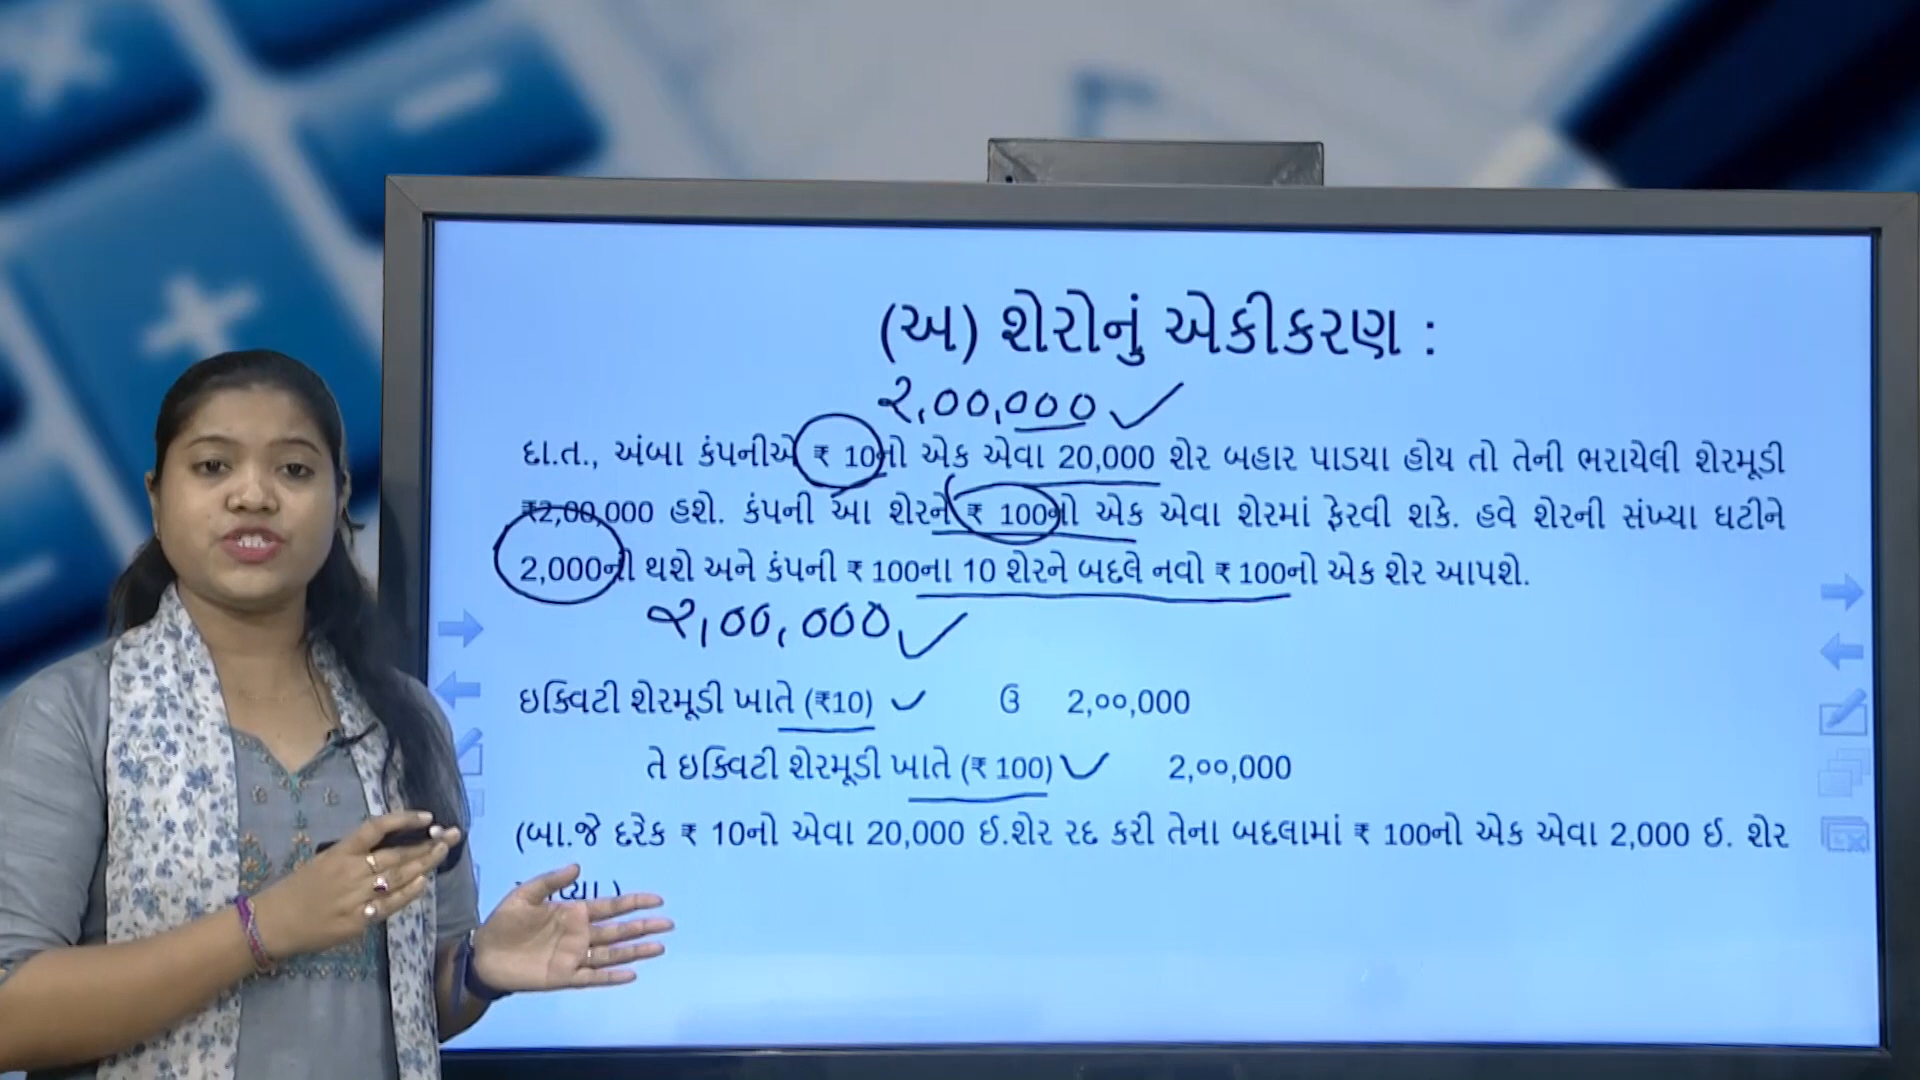 (અ) શેરોનું એકીકરણ :
૨,૦૦,૦૦૦
દા.ત., અંબા કંપનીએ ₹ 10નો એક એવા 20,000 શેર બહાર પાડયા હોય તો તેની ભરાયેલી શેરમૂડી
₹2,00,000 હશે. કંપની આ શેરને ₹ 100નો એક એવા શેરમાં ફેરવી શકે. હવે શેરની સંખ્યા ઘટીને
2,000ની થશે અને કંપની ₹ 100ના 10 શેરને બદલે નવો ₹ 100નો એક શેર આપશે.
૨,૦૦,૦૦૦
ઇક્વિટી શેરમૂડી ખાતે (₹10) ઉ 2,૦૦,000
તે ઇક્વિટી શેરમૂડી ખાતે (₹ 100) 2,૦૦,000
(બા.જે દરેક ₹ 10નો એવા 20,000 ઈ.શેર રદ કરી તેના બદલામાં ₹ 100નો એક એવા 2,000 ઈ. શેર